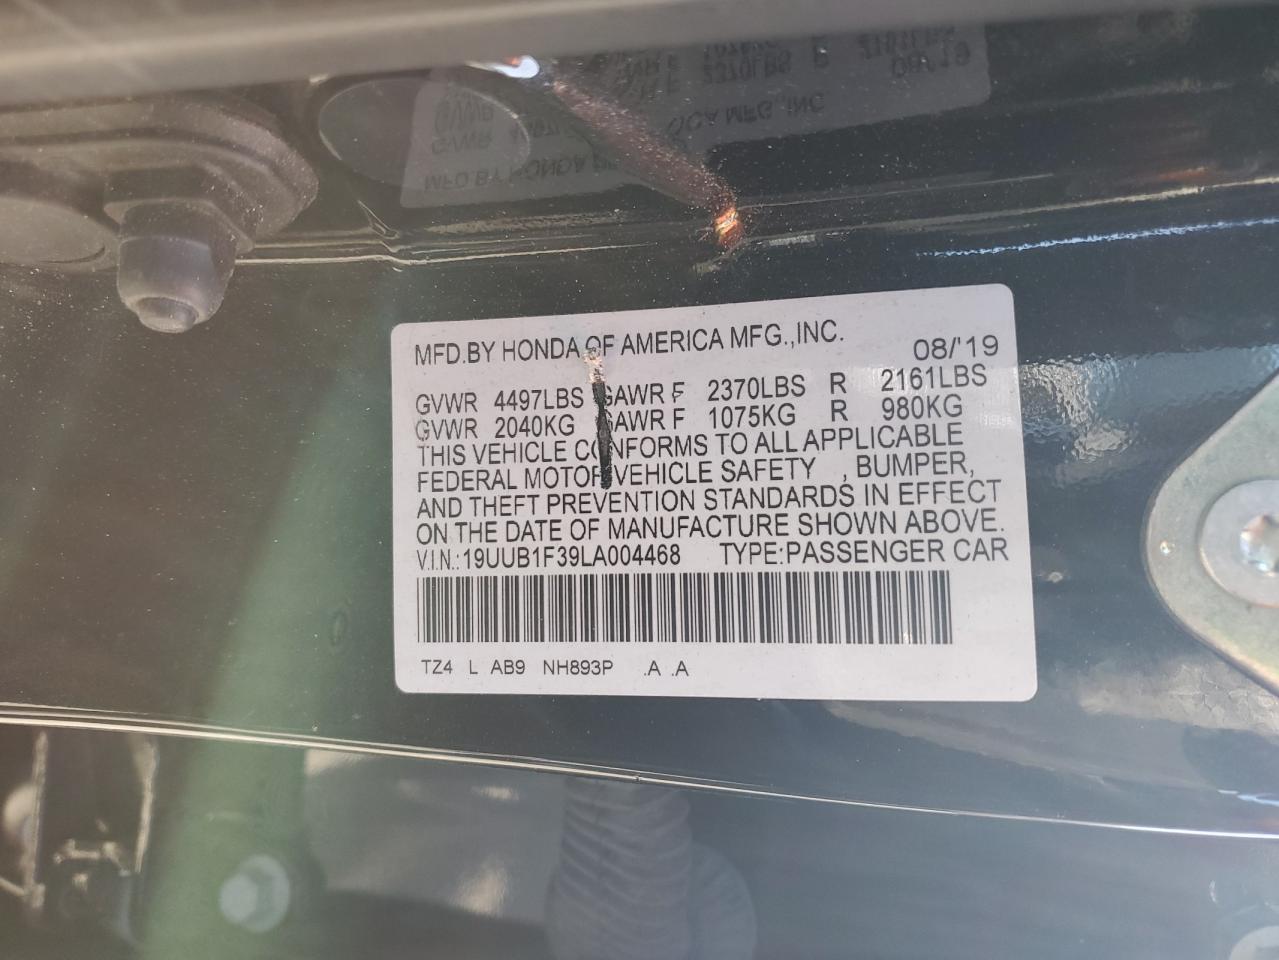 MFD.BY HONDA OF AMERICA MFG.,INC. 08/'19
GVWR 4497LBS GAWR F 2370LBS R 2161LBS
GVWR 2040KG GAWR F 1075KG R 980KG
THIS VEHICLE CONFORMS TO ALL APPLICABLE
FEDERAL MOTOR VEHICLE SAFETY , BUMPER,
AND THEFT PREVENTION STANDARDS IN EFFECT
ON THE DATE OF MANUFACTURE SHOWN ABOVE.
V.I.N.:19UUB1F39LA004468 TYPE:PASSENGER CAR
TZ4 L AB9 NH893P .A .A